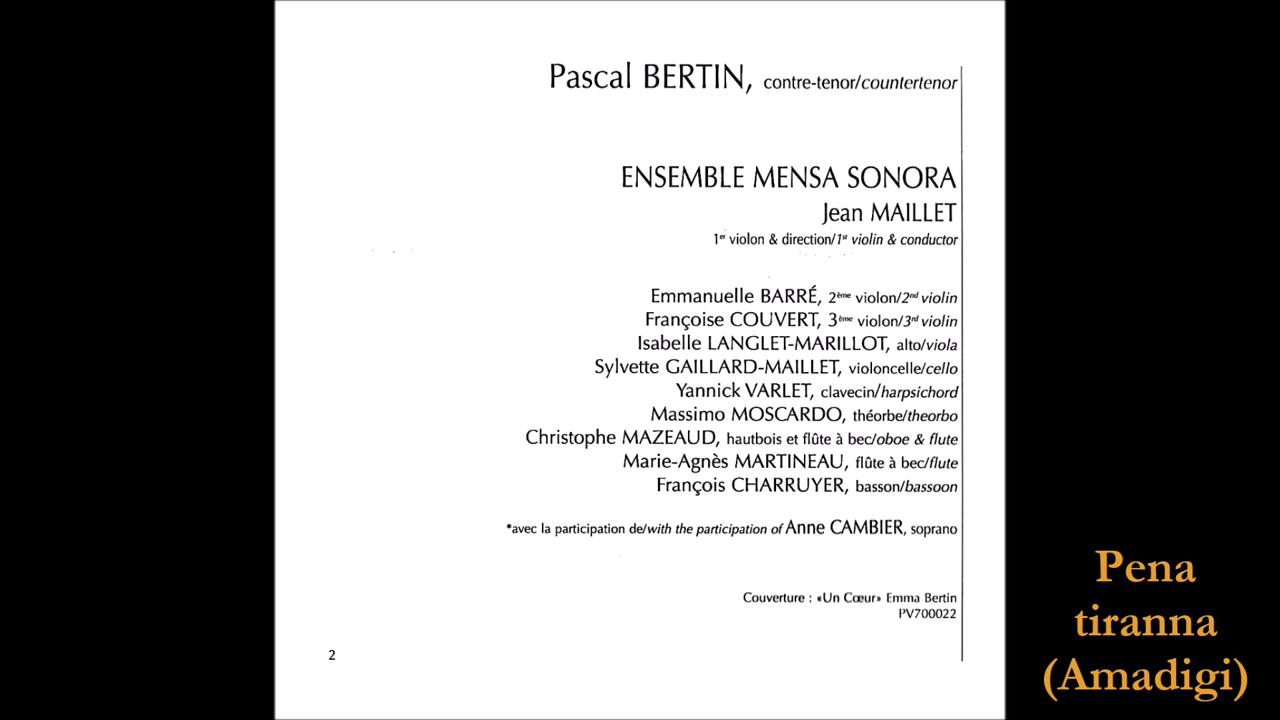 Pascal BERTIN, contre-tenor/countertenor
ENSEMBLE MENSA SONORA
Jean MAILLET
1er violon & direction/1st violin & conductor
Emmanuelle BARRÉ, 2ème violon/2nd violin
Françoise COUVERT, 3ème violon/3rd violin
Isabelle LANGLET-MARILLOT, alto/viola
Sylvette GAILLARD-MAILLET, violoncelle/cello
Yannick VARLET, clavecin/harpsichord
Massimo MOSCARDO, théorbe/theorbo
Christophe MAZEAUD, hautbois et flûte à bec/oboe & flute
Marie-Agnès MARTINEAU, flûte à bec/flute
François CHARRUYER, basson/bassoon
*avec la participation de/with the participation of Anne CAMBIER, soprano
Couverture : «Un Cœur» Emma Bertin
PV700022
2
Pena
tiranna
(Amadigi)